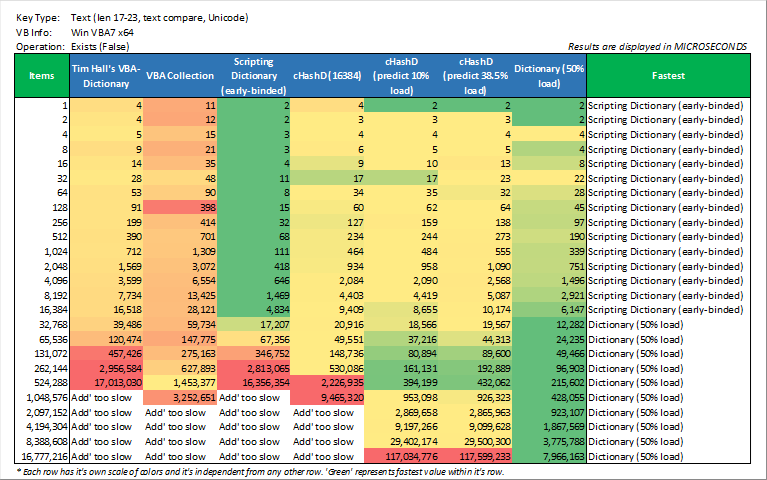 Key Type: Text (len 17-23, text compare, Unicode)
VB Info: Win VBA7 x64
Operation: Exists (False)
Results are displayed in MICROSECONDS
Items Tim Hall's VBA-Dictionary VBA Collection Scripting Dictionary (early-binded) cHashD (16384) cHashD (predict 10% load) cHashD (predict 38.5% load) Dictionary (50% load) Fastest
1 4 11 2 4 2 2 2 Scripting Dictionary (early-binded)
2 4 12 2 3 3 3 2 Scripting Dictionary (early-binded)
4 5 15 3 4 4 4 4 Scripting Dictionary (early-binded)
8 9 21 3 6 5 5 4 Scripting Dictionary (early-binded)
16 14 35 4 9 10 13 8 Scripting Dictionary (early-binded)
32 28 48 11 17 17 23 22 Scripting Dictionary (early-binded)
64 53 90 8 34 35 32 28 Scripting Dictionary (early-binded)
128 91 398 15 60 62 64 45 Scripting Dictionary (early-binded)
256 199 414 32 127 159 138 97 Scripting Dictionary (early-binded)
512 390 701 68 234 244 273 190 Scripting Dictionary (early-binded)
1,024 712 1,309 111 464 484 555 339 Scripting Dictionary (early-binded)
2,048 1,569 3,072 418 934 958 1,090 751 Scripting Dictionary (early-binded)
4,096 3,599 6,554 646 2,084 2,090 2,568 1,496 Scripting Dictionary (early-binded)
8,192 7,734 13,425 1,469 4,403 4,419 5,087 2,921 Scripting Dictionary (early-binded)
16,384 16,518 28,121 4,834 9,409 8,655 10,174 6,147 Scripting Dictionary (early-binded)
32,768 39,486 59,734 17,207 20,916 18,566 19,567 12,282 Dictionary (50% load)
65,536 120,474 147,775 67,356 49,551 37,216 44,313 24,235 Dictionary (50% load)
131,072 457,426 275,163 346,752 148,736 80,894 89,600 49,466 Dictionary (50% load)
262,144 2,956,584 627,893 2,813,065 530,086 161,131 192,889 96,903 Dictionary (50% load)
524,288 17,013,030 1,453,377 16,356,354 2,226,935 394,199 432,062 215,602 Dictionary (50% load)
1,048,576 Add' too slow 3,252,651 Add' too slow 9,465,320 953,098 926,323 428,055 Dictionary (50% load)
2,097,152 Add' too slow Add' too slow Add' too slow Add' too slow 2,869,658 2,865,963 923,107 Dictionary (50% load)
4,194,304 Add' too slow Add' too slow Add' too slow Add' too slow 9,197,266 9,099,628 1,867,569 Dictionary (50% load)
8,388,608 Add' too slow Add' too slow Add' too slow Add' too slow 29,402,174 29,500,300 3,775,788 Dictionary (50% load)
16,777,216 Add' too slow Add' too slow Add' too slow Add' too slow 117,034,776 117,599,233 7,966,163 Dictionary (50% load)
* Each row has it's own scale of colors and it's independent from any other row. 'Green' represents fastest value within it's row.